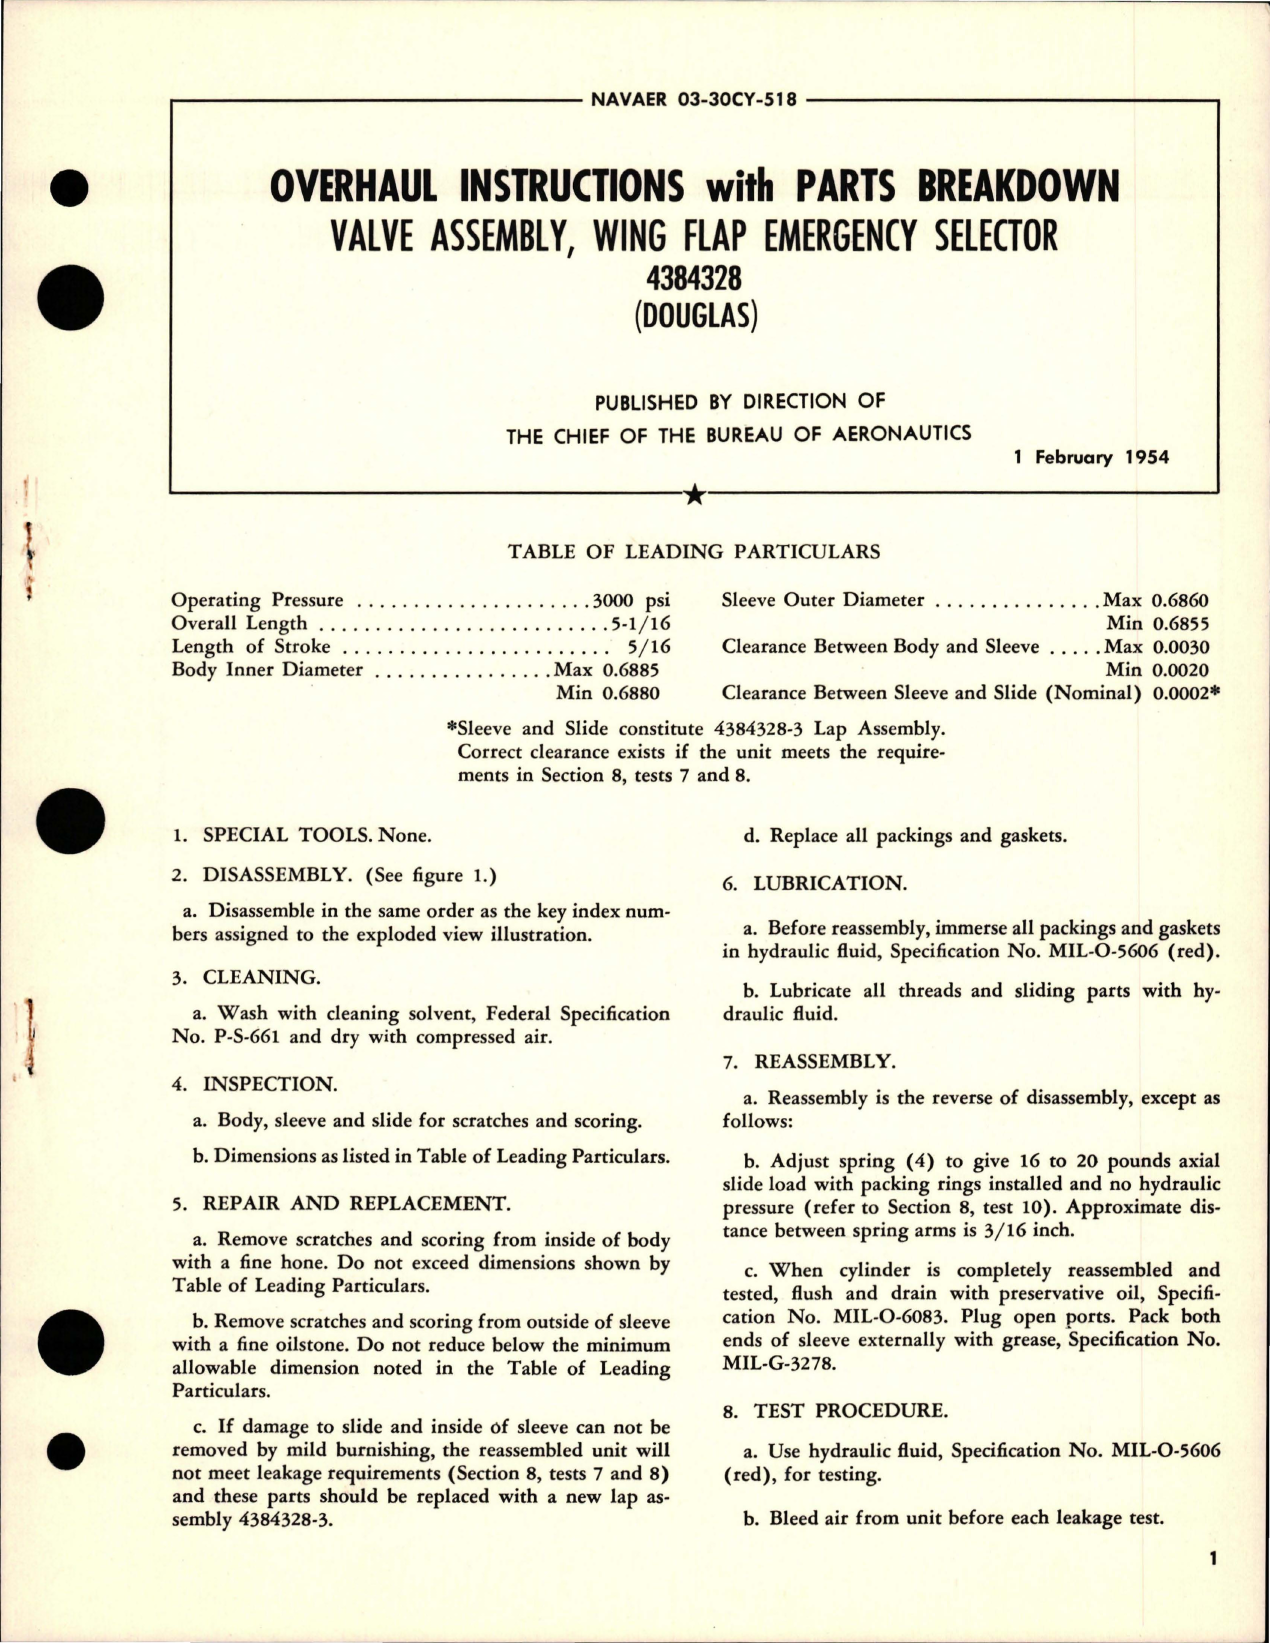 NAVAER 03-30CY-518
OVERHAUL INSTRUCTIONS with PARTS BREAKDOWN
VALVE ASSEMBLY, WING FLAP EMERGENCY SELECTOR
4384328
(DOUGLAS)
PUBLISHED BY DIRECTION OF
THE CHIEF OF THE BUREAU OF AERONAUTICS
1 February 1954
TABLE OF LEADING PARTICULARS
Operating Pressure . . . . . . . . . . . . . . . . . . . . . 3000 psi
Overall Length . . . . . . . . . . . . . . . . . . . . . . . . . . 5-1/16
Length of Stroke . . . . . . . . . . . . . . . . . . . . . . . . 5/16
Body Inner Diameter . . . . . . . . . . . . . . . . Max 0.6885
Min 0.6880
Sleeve Outer Diameter . . . . . . . . . . . . . . . Max 0.6860
Min 0.6855
Clearance Between Body and Sleeve . . . . . Max 0.0030
Min 0.0020
Clearance Between Sleeve and Slide (Nominal) 0.0002*
*Sleeve and Slide constitute 4384328-3 Lap Assembly.
Correct clearance exists if the unit meets the require-
ments in Section 8, tests 7 and 8.
1. SPECIAL TOOLS. None.
2. DISASSEMBLY. (See figure 1.)
a. Disassemble in the same order as the key index num-
bers assigned to the exploded view illustration.
3. CLEANING.
a. Wash with cleaning solvent, Federal Specification
No. P-S-661 and dry with compressed air.
4. INSPECTION.
a. Body, sleeve and slide for scratches and scoring.
b. Dimensions as listed in Table of Leading Particulars.
5. REPAIR AND REPLACEMENT.
a. Remove scratches and scoring from inside of body
with a fine hone. Do not exceed dimensions shown by
Table of Leading Particulars.
b. Remove scratches and scoring from outside of sleeve
with a fine oilstone. Do not reduce below the minimum
allowable dimension noted in the Table of Leading
Particulars.
c. If damage to slide and inside of sleeve can not be
removed by mild burnishing, the reassembled unit will
not meet leakage requirements (Section 8, tests 7 and 8)
and these parts should be replaced with a new lap as-
sembly 4384328-3.
d. Replace all packings and gaskets.
6. LUBRICATION.
a. Before reassembly, immerse all packings and gaskets
in hydraulic fluid, Specification No. MIL-O-5606 (red).
b. Lubricate all threads and sliding parts with hy-
draulic fluid.
7. REASSEMBLY.
a. Reassembly is the reverse of disassembly, except as
follows:
b. Adjust spring (4) to give 16 to 20 pounds axial
slide load with packing rings installed and no hydraulic
pressure (refer to Section 8, test 10). Approximate dis-
tance between spring arms is 3/16 inch.
c. When cylinder is completely reassembled and
tested, flush and drain with preservative oil, Specifi-
cation No. MIL-O-6083. Plug open ports. Pack both
ends of sleeve externally with grease, Specification No.
MIL-G-3278.
8. TEST PROCEDURE.
a. Use hydraulic fluid, Specification No. MIL-O-5606
(red), for testing.
b. Bleed air from unit before each leakage test.
1